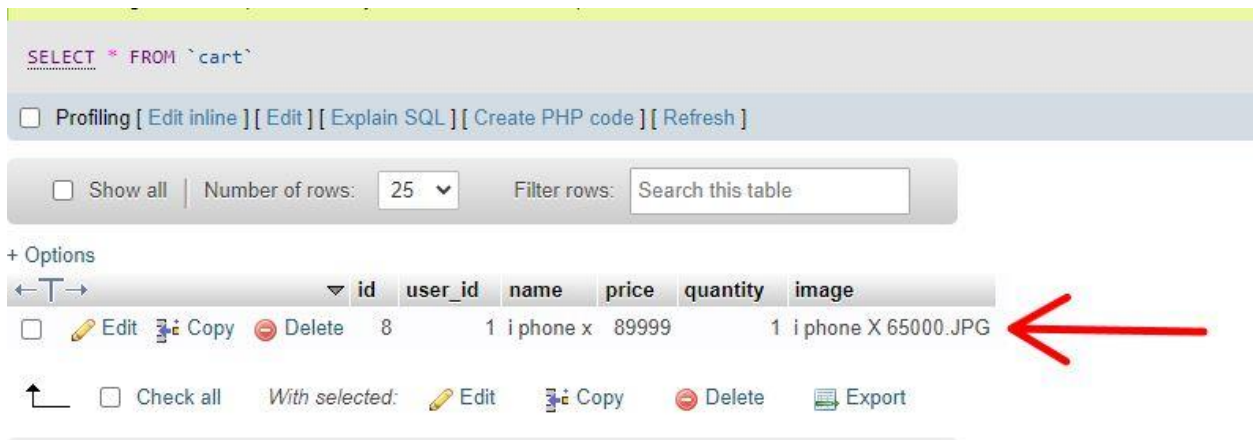 SELECT * FROM `cart`
Profiling [ Edit inline ] [ Edit ] [ Explain SQL ] [ Create PHP code ] [ Refresh ]
Show all | Number of rows: 25 Filter rows: Search this table
+ Options
←T→ id user_id name price quantity image
Edit Copy Delete 8 1 i phone x 89999 1 i phone X 65000.JPG
Check all With selected: Edit Copy Delete Export